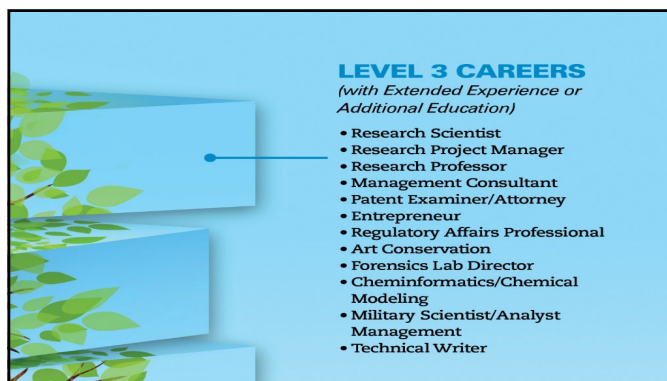 LEVEL 3 CAREERS
(with Extended Experience or
Additional Education)
• Research Scientist
• Research Project Manager
• Research Professor
• Management Consultant
• Patent Examiner/Attorney
• Entrepreneur
• Regulatory Affairs Professional
• Art Conservation
• Forensics Lab Director
• Cheminformatics/Chemical
Modeling
• Military Scientist/Analyst
Management
• Technical Writer